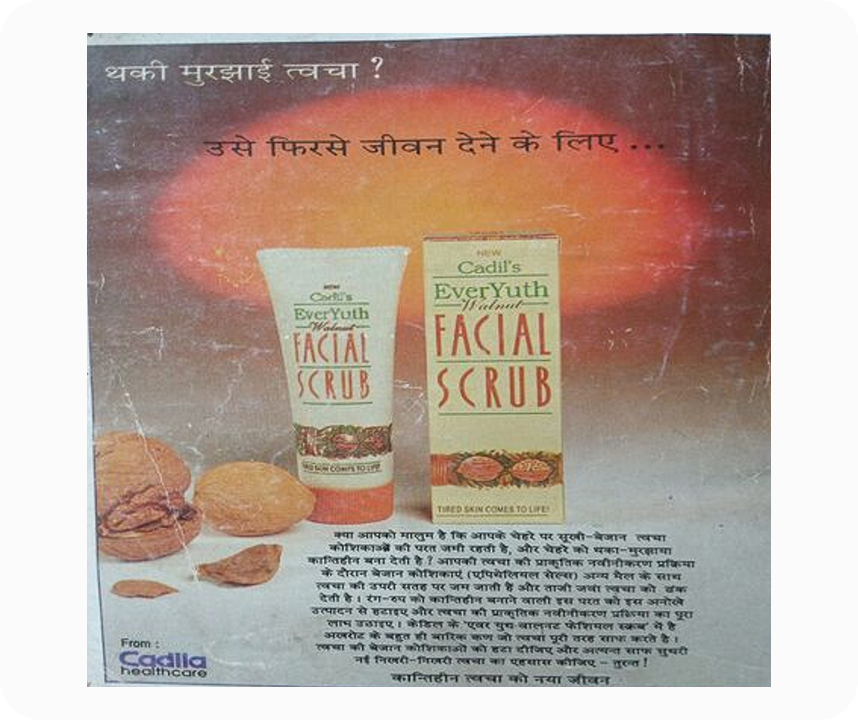 थकी मुरझाई त्वचा ?
उसे फिरसे जीवन देने के लिए ...
NEW
Cadil's
EverYuth
Walnut
FACIAL
SCRUB
TIRED SKIN COMES TO LIFE!
NEW
Cadil's
EverYuth
Walnut
FACIAL
SCRUB
TIRED SKIN COMES TO LIFE!
क्या आपको मालुम है कि आपके चेहरे पर सूखी-बेजान त्वचा
कोशिकाओं की परत जमी रहती है, और चेहरे को थका-मुरझाया
कान्तिहीन बना देती है ? आपकी त्वचा की प्राकृतिक नवीनीकरण प्रक्रिया
के दौरान बेजान कोशिकाएं (एपिथेलियल सेल्स) अन्य मैल के साथ
त्वचा की उपरी सतह पर जम जाती हैं और ताजी जवां त्वचा को ढंक
देती है । रंग-रुप को कान्तिहीन बनाने वाली इस परत को इस अनोखे
उत्पादन से हटाइए और त्वचा की प्राकृतिक नवीनीकरण प्रक्रिया का पुरा
लाभ उठाइए । केडिल के 'एवर युथ वालनट फेशियल स्क्रब' में है
अखरोट के बहुत ही बारिक कण जो त्वचा पूरी तरह साफ करते है ।
त्वचा की बेजान कोशिकाओं को हटा दीजिए और अत्यन्त साफ सुथरी
नई निखरी-निखरी त्वचा का एहसास कीजिए - तुरन्त !
कान्तिहीन त्वचा को नया जीवन
From :
Cadila
healthcare